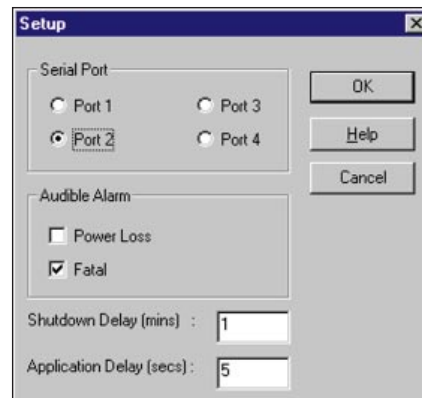 Setup
Serial Port
Port 1
Port 3
Port 2
Port 4
OK
Help
Cancel
Audible Alarm
Power Loss
Fatal
Shutdown Delay (mins) : 1
Application Delay (secs) : 5